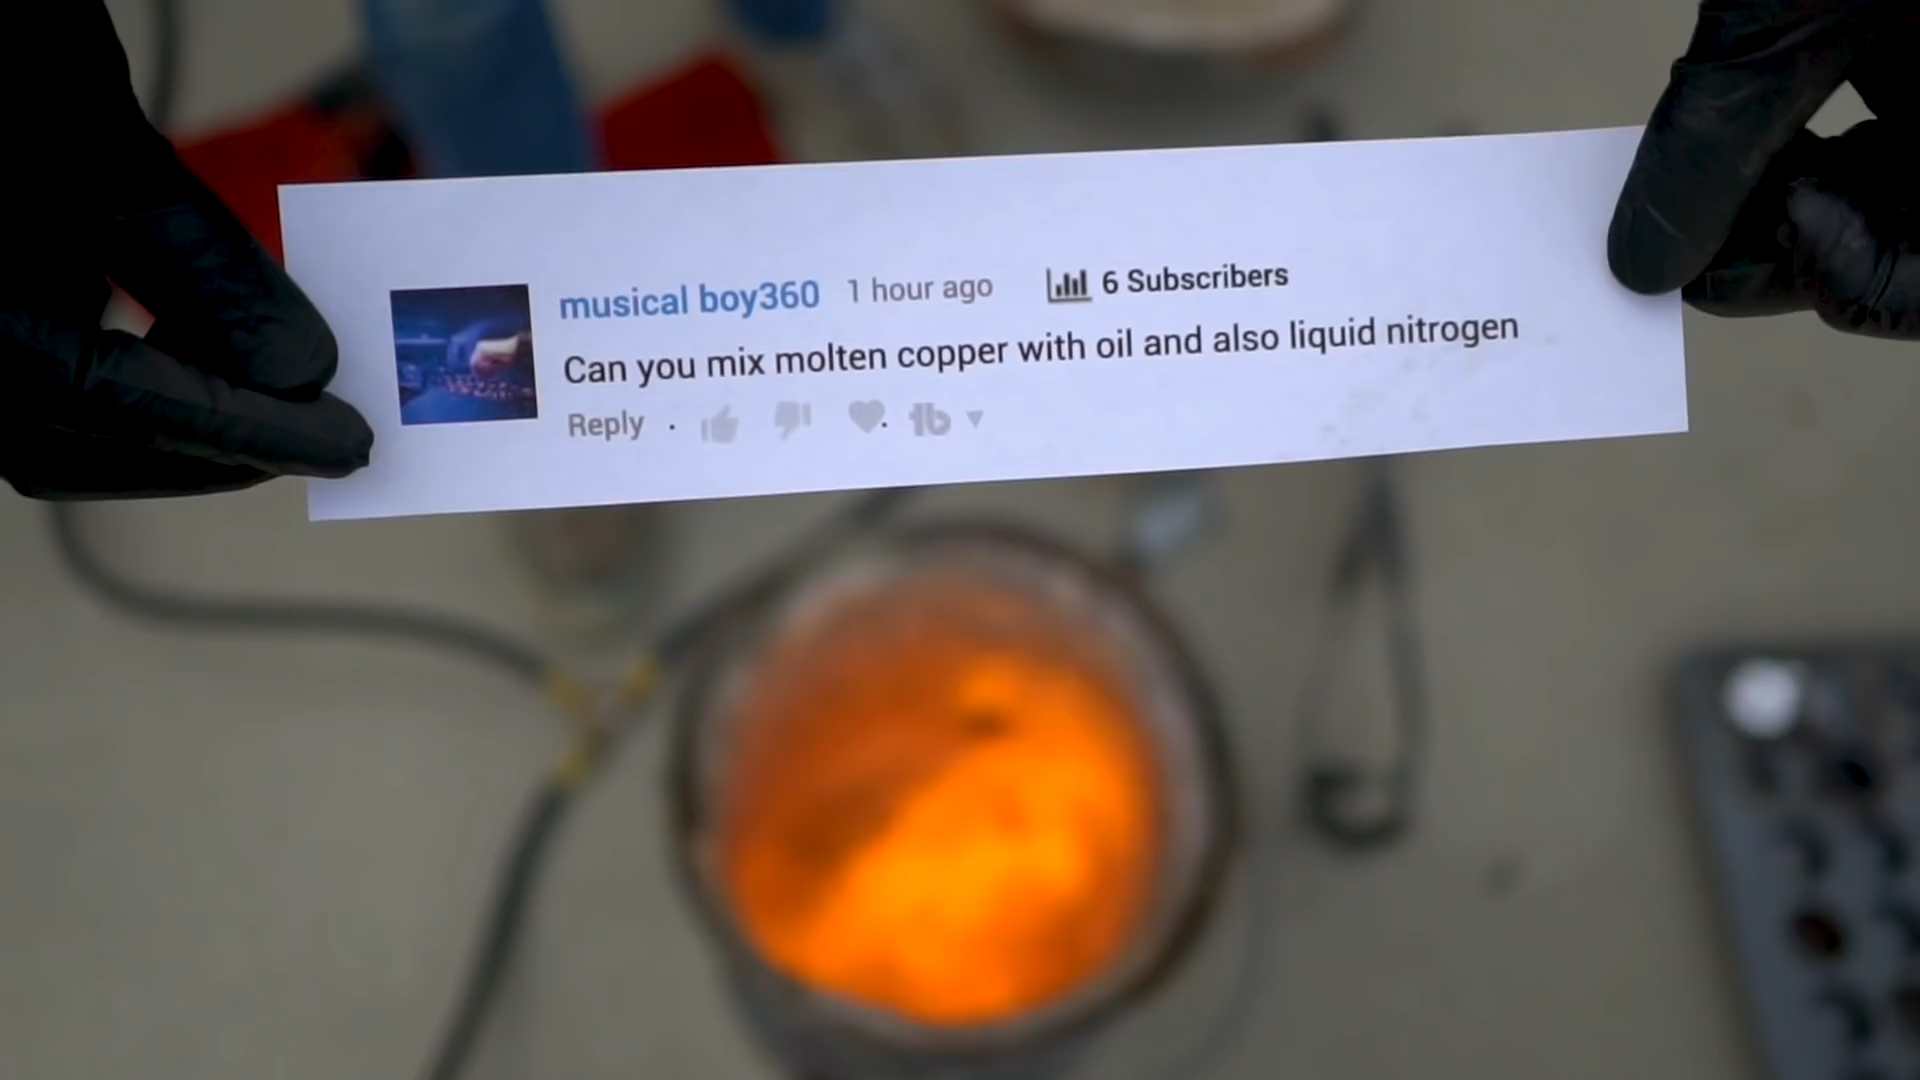 musical boy360 1 hour ago 6 Subscribers
Can you mix molten copper with oil and also liquid nitrogen
Reply